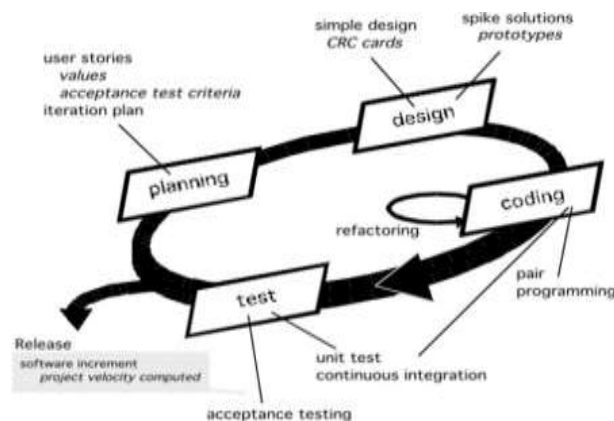 simple design
CRC cards
spike solutions
prototypes
user stories
values
acceptance test criteria
iteration plan
design
planning
coding
refactoring
pair
programming
test
unit test
continuous integration
Release
software increment
project velocity computed
acceptance testing